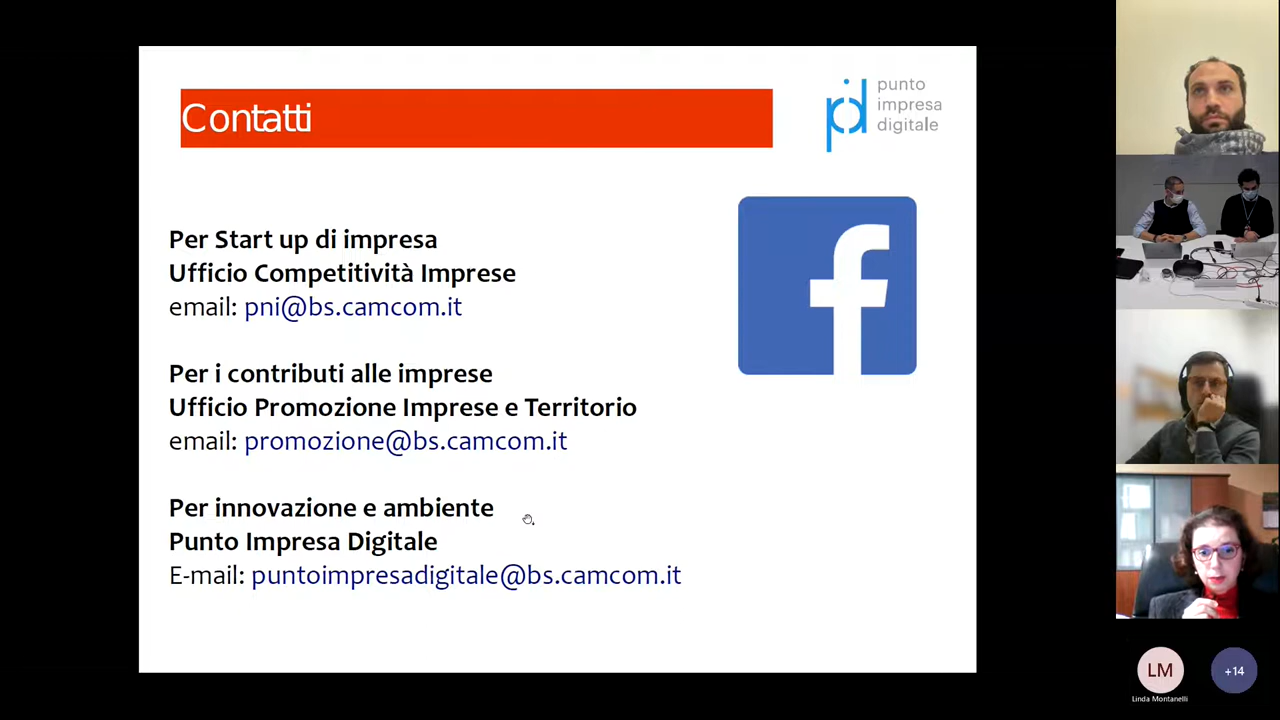 Contatti
punto
impresa
digitale
Per Start up di impresa
Ufficio Competitività Imprese
email: pni@bs.camcom.it
Per i contributi alle imprese
Ufficio Promozione Imprese e Territorio
email: promozione@bs.camcom.it
Per innovazione e ambiente
Punto Impresa Digitale
E-mail: puntoimpresadigitale@bs.camcom.it
LM
+14
Linda Montanelli